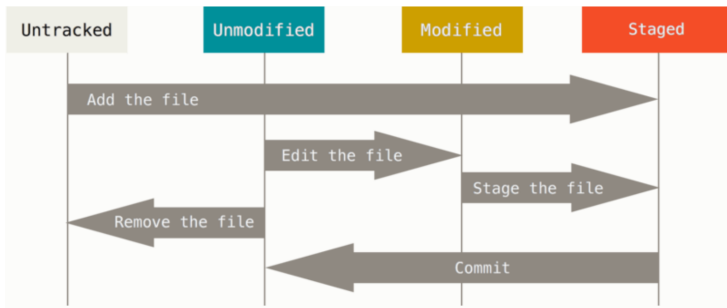 Untracked
Unmodified
Modified
Staged
Add the file
Edit the file
Stage the file
Remove the file
Commit